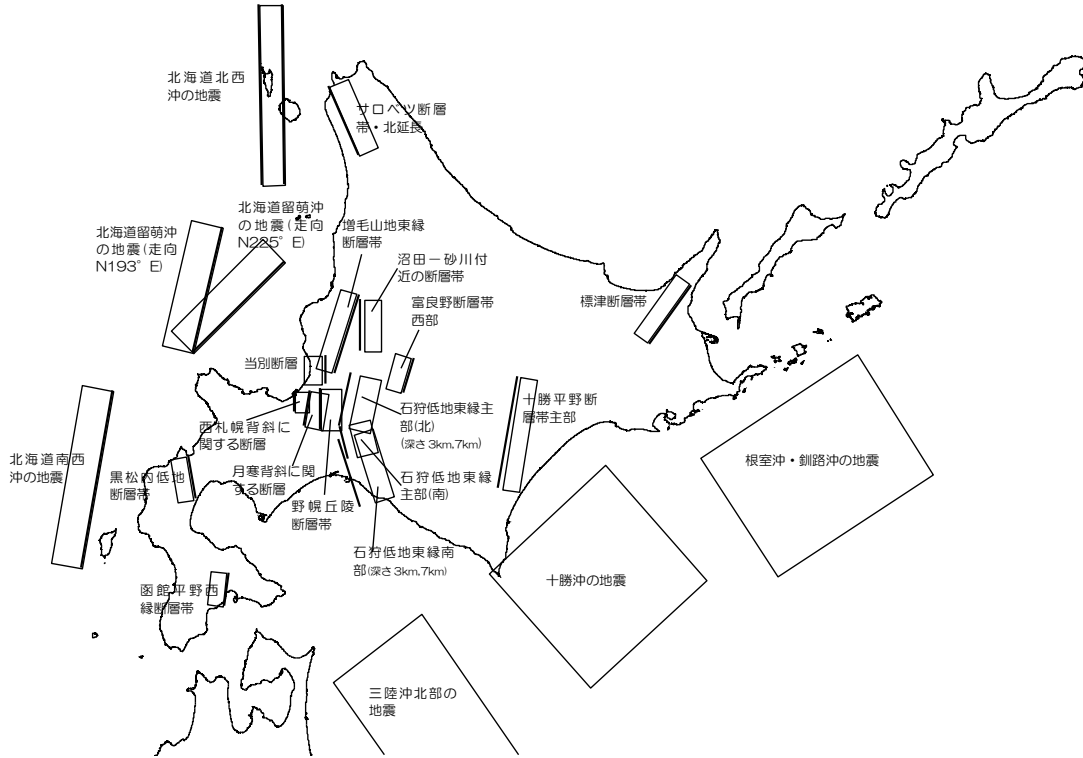 北海道北西
沖の地震
サロベツ断層
帯・北延長
北海道留萌沖
の地震(走向
N225°E)
北海道留萌沖
の地震(走向
N193°E)
増毛山地東縁
断層帯
沼田－砂川付
近の断層帯
富良野断層帯
西部
標津断層帯
当別断層
西札幌背斜に
関する断層
石狩低地東縁主
部(北)
(深さ3km.7km)
十勝平野断
層帯主部
北海道南西
沖の地震
黒松内低地
断層帯
月寒背斜に関
する断層
石狩低地東縁
主部(南)
野幌丘陵
断層帯
根室沖・釧路沖の地震
石狩低地東縁南
部(深さ3km.7km)
十勝沖の地震
函館平野西
縁断層帯
三陸沖北部の
地震